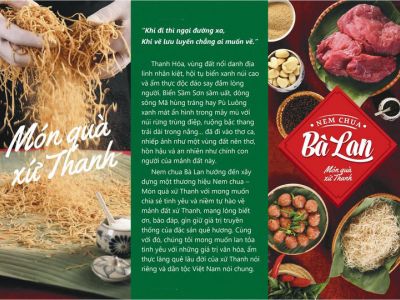 Món quà
xứ Thanh
"Khi đi thì ngại đường xa,
Khi về lưu luyến chẳng ai muốn về."
Thanh Hóa, vùng đất nổi danh địa
linh nhân kiệt, hội tụ biển xanh núi cao
và ẩm thực độc đáo say đắm lòng
người. Biển Sầm Sơn sầm uất, dòng
sông Mã hùng tráng hay Pù Luông
xanh mát ẩn hình trong mây mù với
núi rừng trùng điệp, ruộng bậc thang
trải dài trong nắng... đã đi vào thơ ca,
nhiếp ảnh như một vùng đất nên thơ,
hồn hậu và an nhiên như chính con
người của mảnh đất này.
Nem chua Bà Lan hướng đến xây
dựng một thương hiệu Nem chua –
Món quà xứ Thanh với mong muốn
chia sẻ tình yêu và niềm tự hào về
mảnh đất xứ Thanh, mang lòng biết
ơn, báo đáp, gìn giữ giá trị truyền
thống của đặc sản quê hương. Cùng
với đó, chúng tôi mong muốn lan tỏa
tình yêu với những giá trị văn hóa, ẩm
thực làng quê lâu đời của xứ Thanh nói
riêng và dân tộc Việt Nam nói chung.
NEM CHUA
Bà Lan
Món quà
xứ Thanh